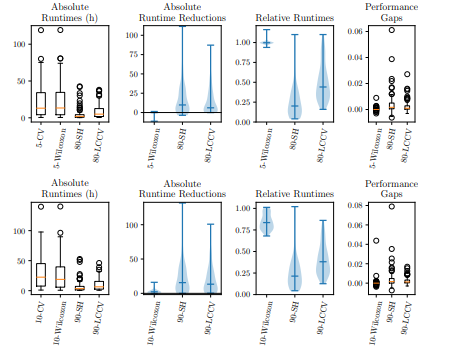 Absolute
Runtimes (h)
Absolute
Runtime Reductions
Relative Runtimes
Performance
Gaps
100
50
0
5-CV
5-Wilcoxon
80-SH
80-LCCV
100
75
50
25
0
5-Wilcoxon
80-SH
80-LCCV
1.00
0.75
0.50
0.25
0.00
5-Wilcoxon
80-SH
80-LCCV
0.06
0.04
0.02
0.00
5-Wilcoxon
80-SH
80-LCCV
Absolute
Runtimes (h)
Absolute
Runtime Reductions
Relative Runtimes
Performance
Gaps
100
50
0
10-CV
10-Wilcoxon
90-SH
90-LCCV
100
50
0
10-Wilcoxon
90-SH
90-LCCV
1.00
0.75
0.50
0.25
0.00
10-Wilcoxon
90-SH
90-LCCV
0.08
0.06
0.04
0.02
0.00
10-Wilcoxon
90-SH
90-LCCV